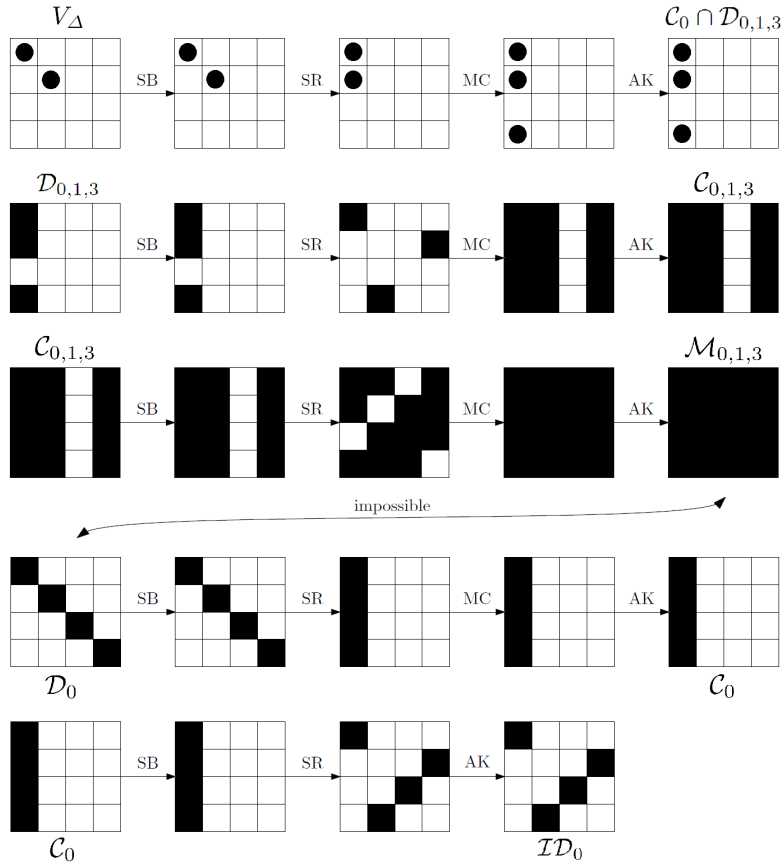 V_Δ 𝒞_0 ∩ 𝒟_{0,1,3}
SB SR MC AK
𝒟_{0,1,3} 𝒞_{0,1,3}
SB SR MC AK
𝒞_{0,1,3} ℳ_{0,1,3}
SB SR MC AK
impossible
SB SR MC AK
𝒟_0 𝒞_0
SB SR AK
𝒞_0 ℐ𝒟_0